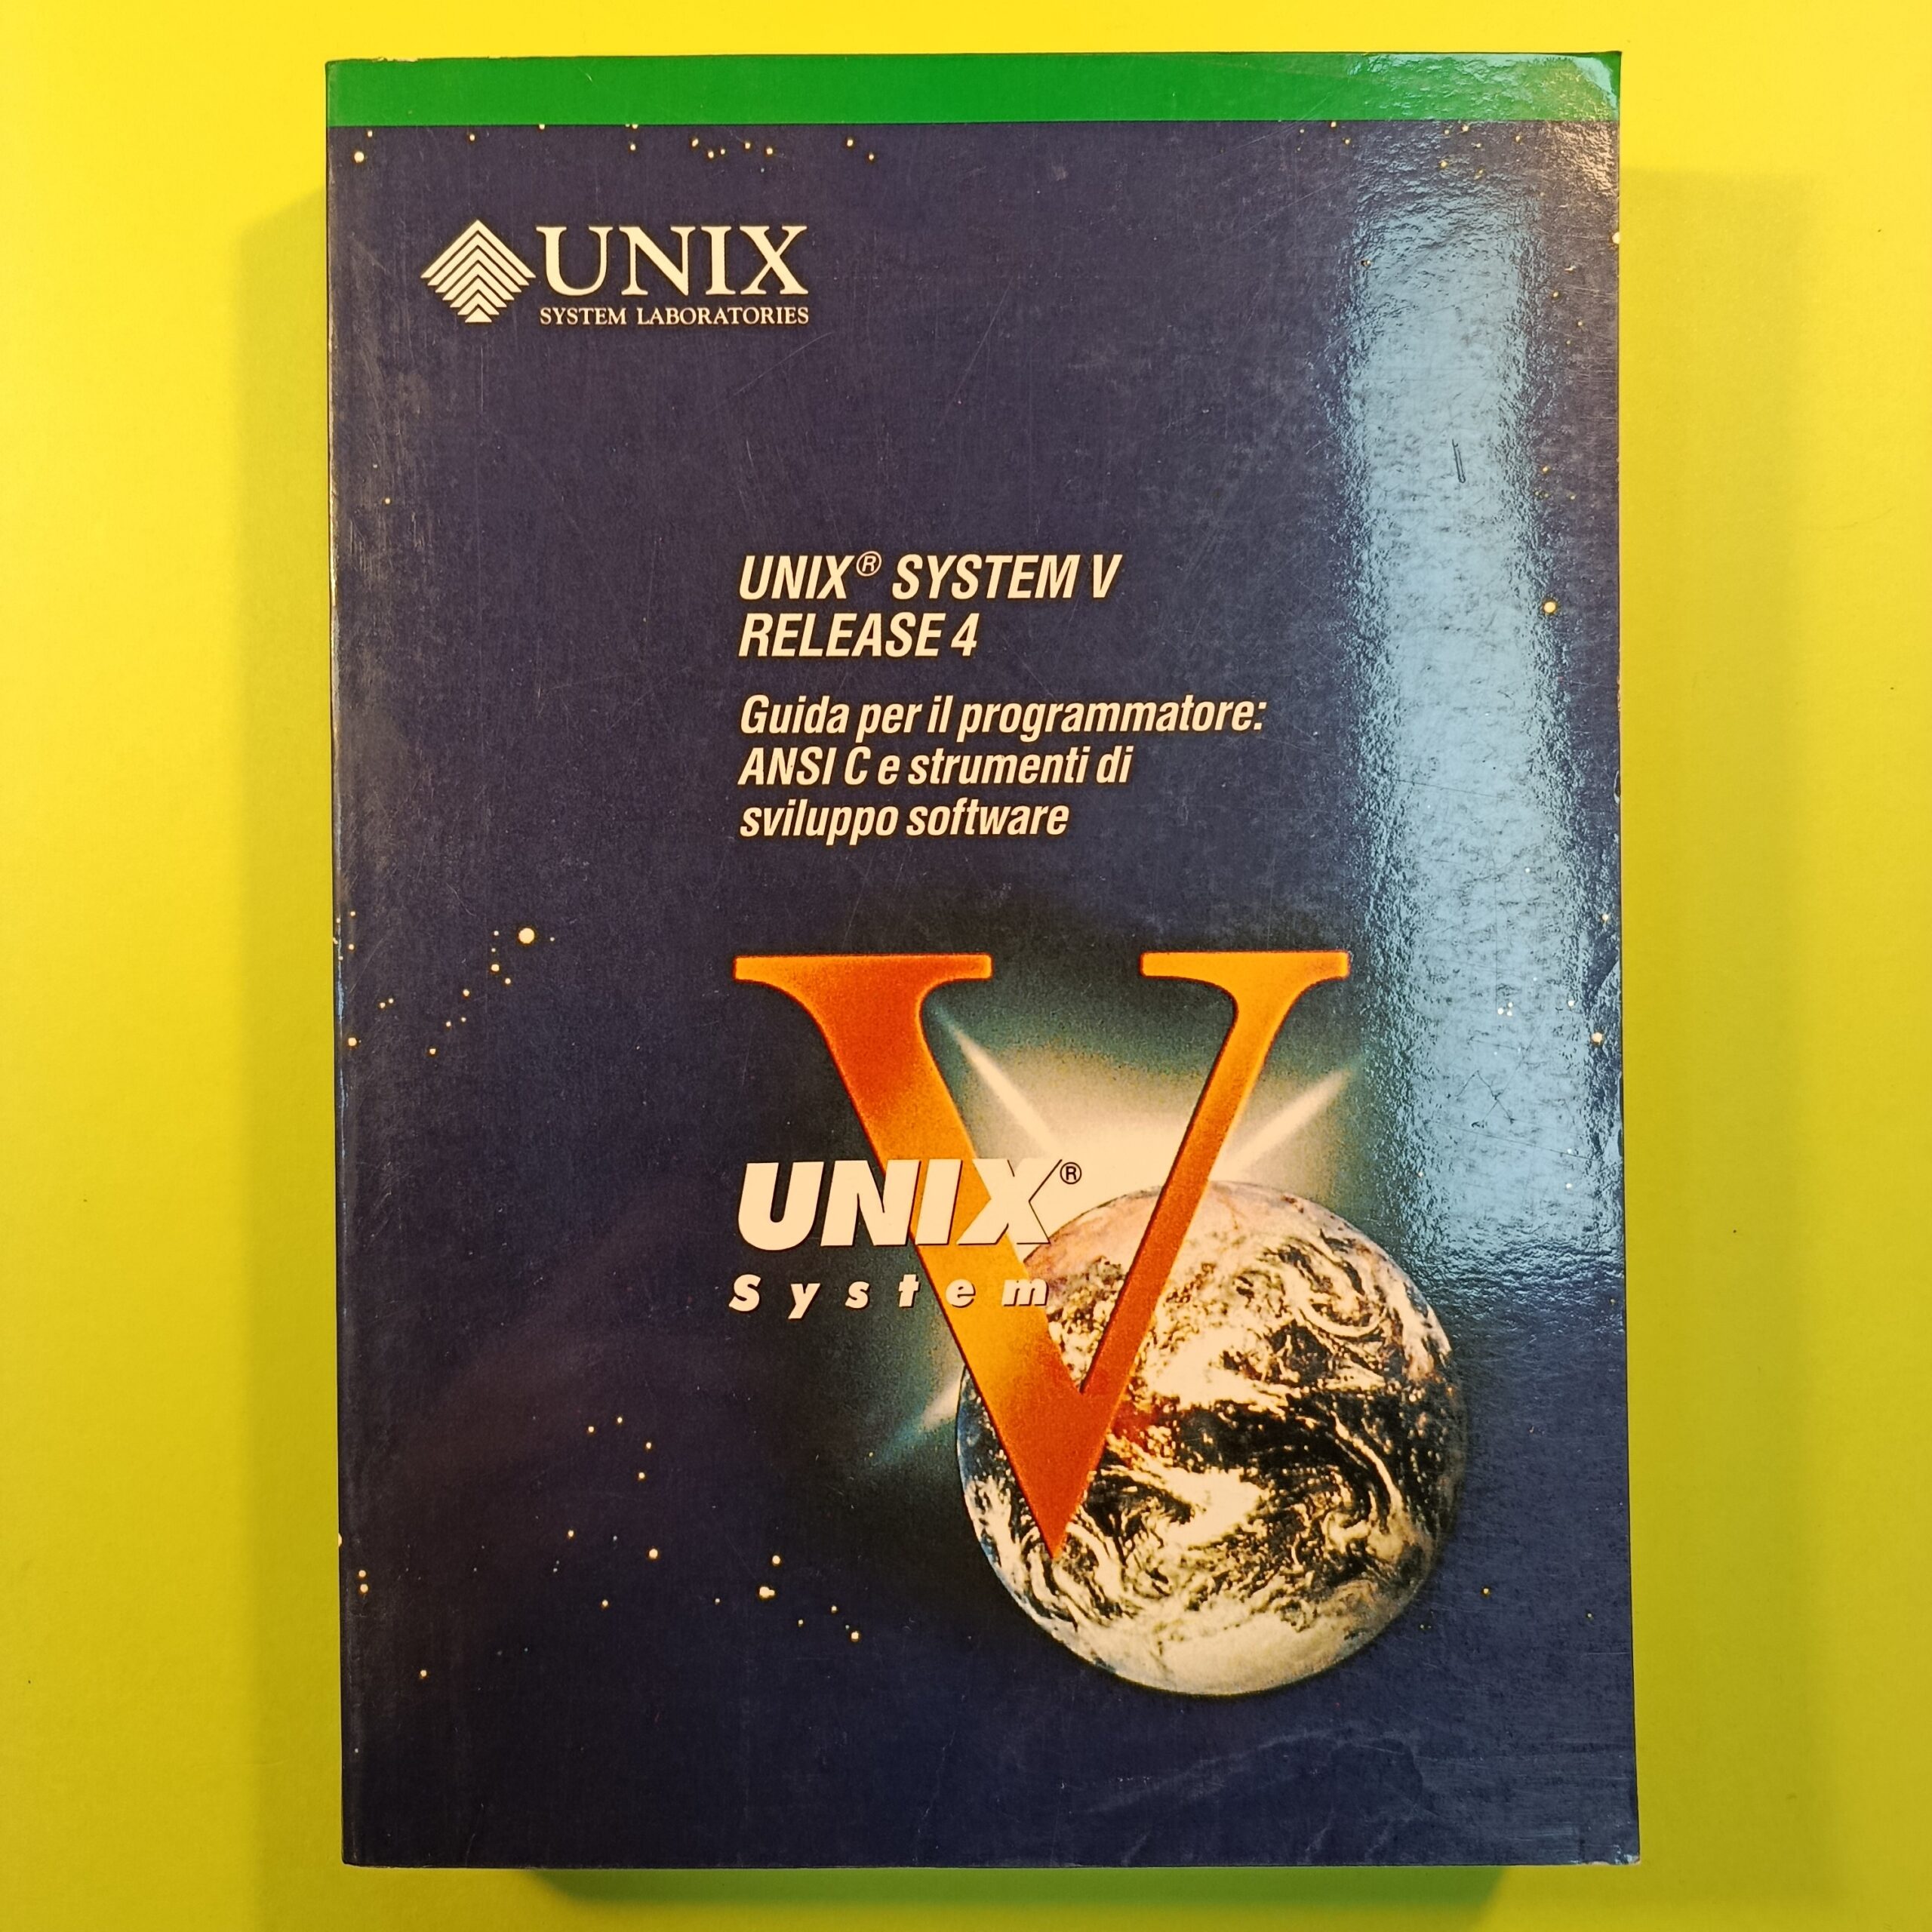 UNIX
SYSTEM LABORATORIES
UNIX® SYSTEM V
RELEASE 4
Guida per il programmatore:
ANSI C e strumenti di
sviluppo software
V
UNIX®
System